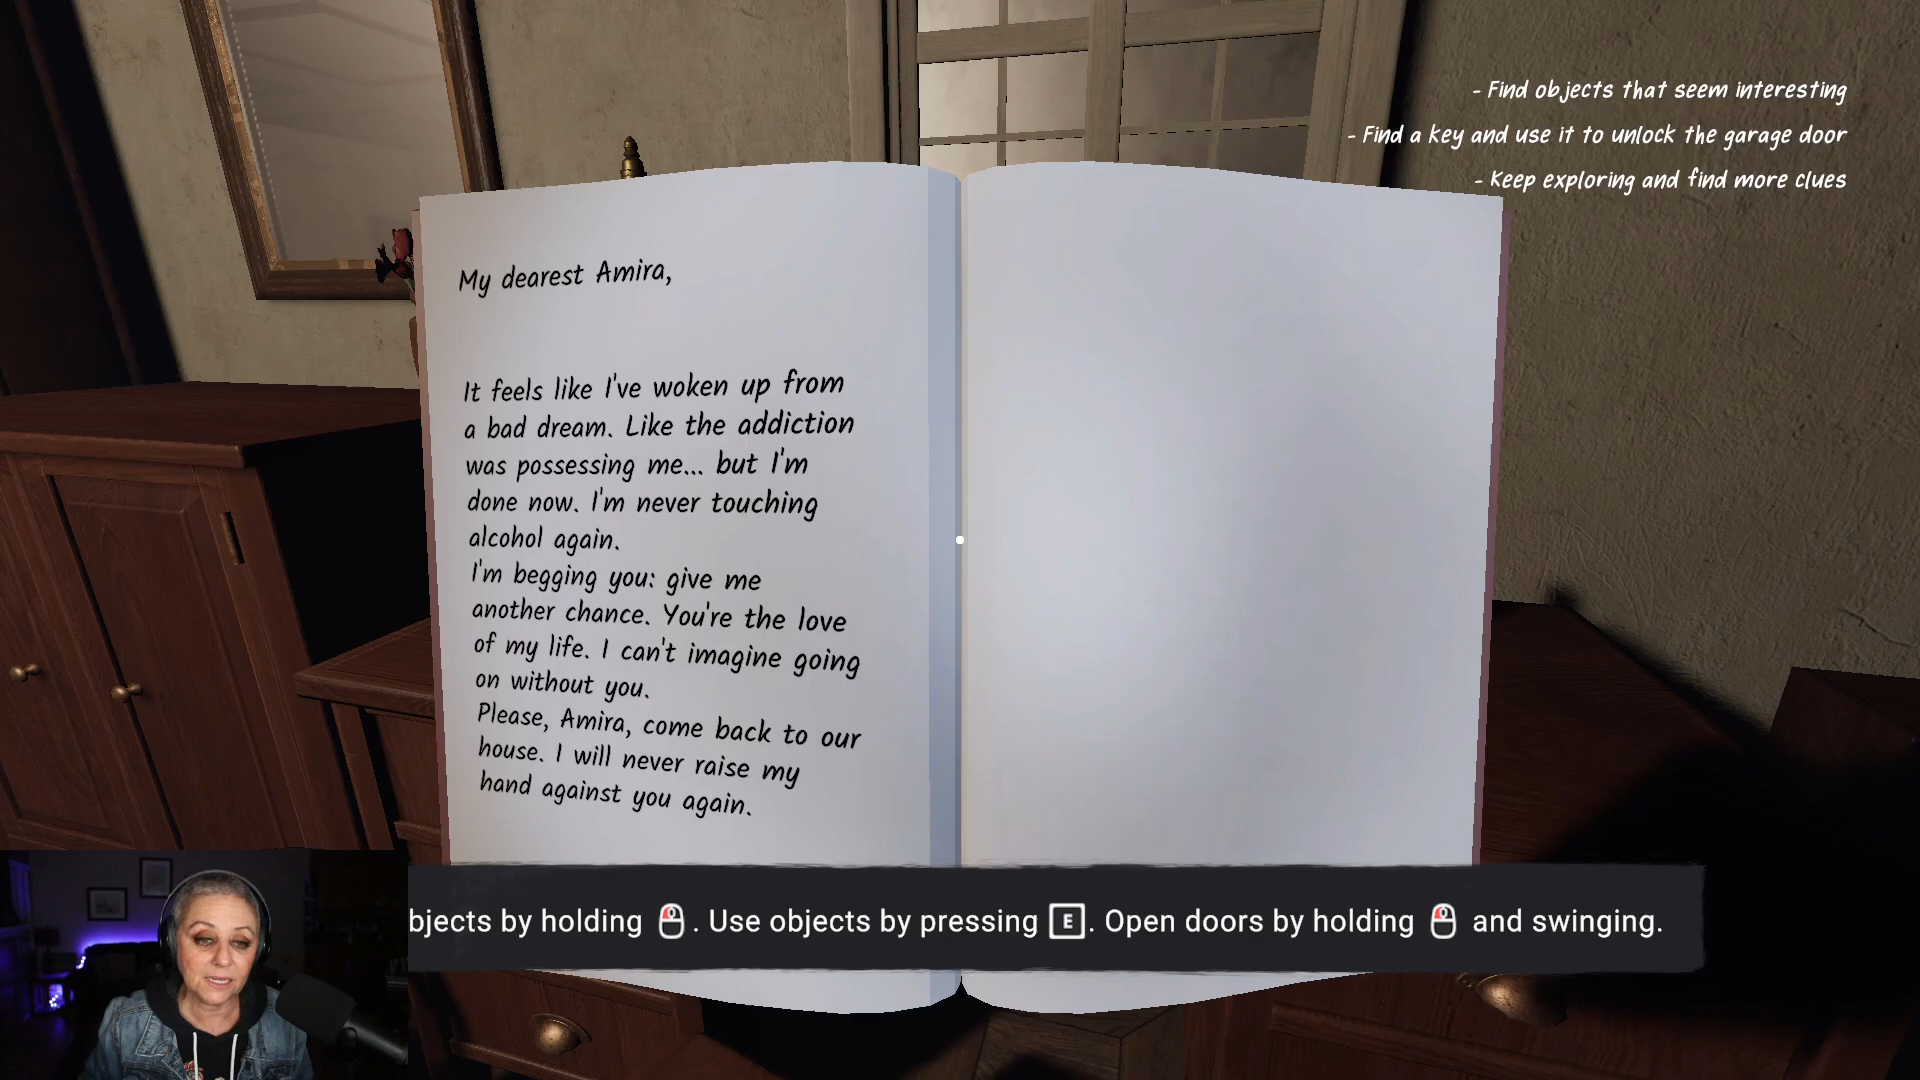 - Find objects that seem interesting
- Find a key and use it to unlock the garage door
- Keep exploring and find more clues
My dearest Amira,
It feels like I've woken up from
a bad dream. Like the addiction
was possessing me... but I'm
done now. I'm never touching
alcohol again.
I'm begging you: give me
another chance. You're the love
of my life. I can't imagine going
on without you.
Please, Amira, come back to our
house. I will never raise my
hand against you again.
bjects by holding . Use objects by pressing E. Open doors by holding and swinging.